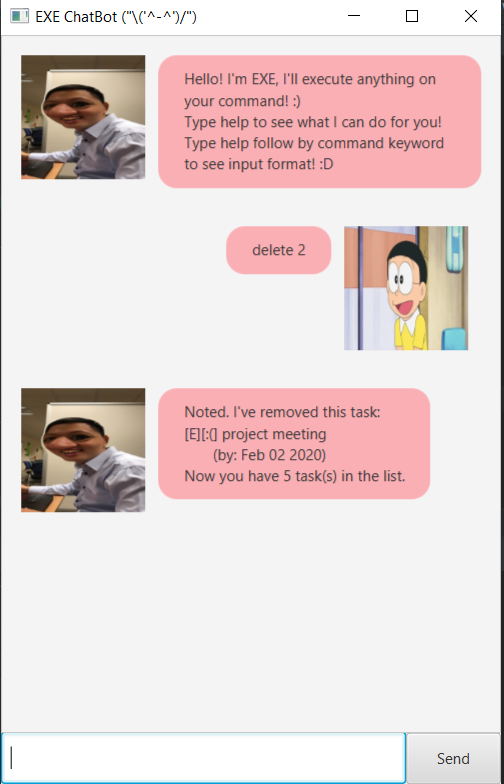 EXE ChatBot ("\('^-^')/")
Hello! I'm EXE, I'll execute anything on
your command! :)
Type help to see what I can do for you!
Type help follow by command keyword
to see input format! :D
delete 2
Noted. I've removed this task:
[E][:(] project meeting
(by: Feb 02 2020)
Now you have 5 task(s) in the list.
Send